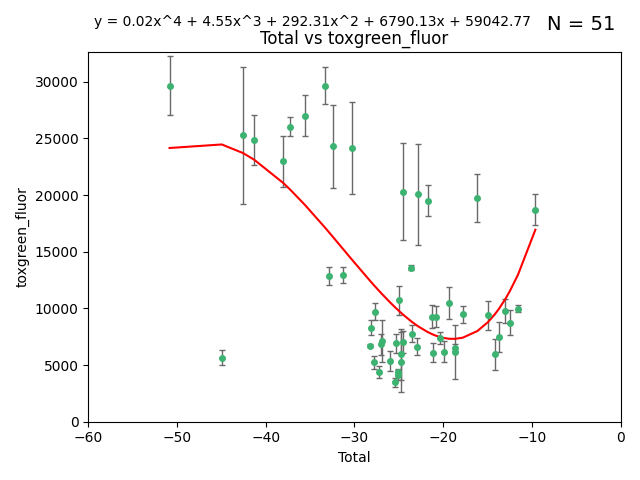 y = 0.02x^4 + 4.55x^3 + 292.31x^2 + 6790.13x + 59042.77
N = 51
Total vs toxgreen_fluor
30000
25000
20000
15000
10000
5000
0
toxgreen_fluor
−60
−50
−40
−30
−20
−10
0
Total